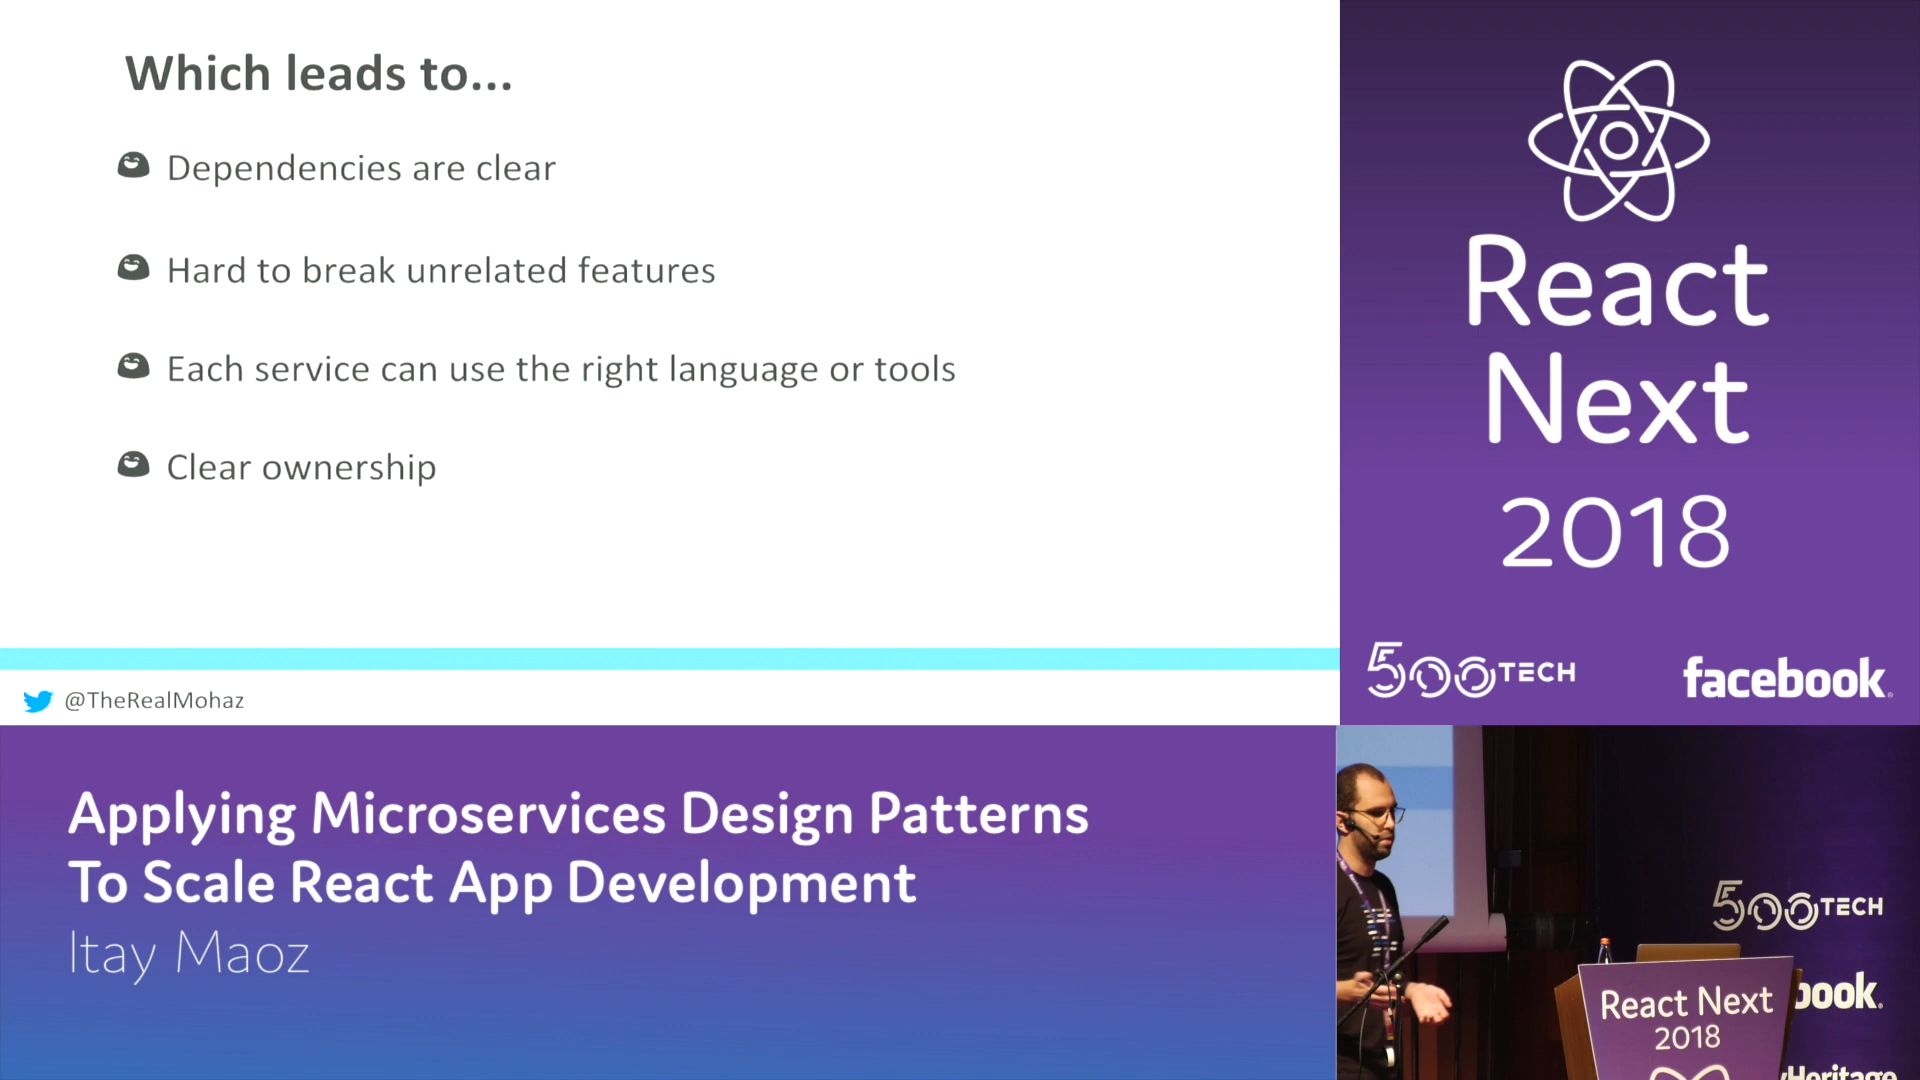 Which leads to...
Dependencies are clear
Hard to break unrelated features
Each service can use the right language or tools
Clear ownership
@TheRealMohaz
React
Next
2018
500TECH
facebook
Applying Microservices Design Patterns
To Scale React App Development
Itay Maoz
500TECH
book
React Next
2018
Heritage